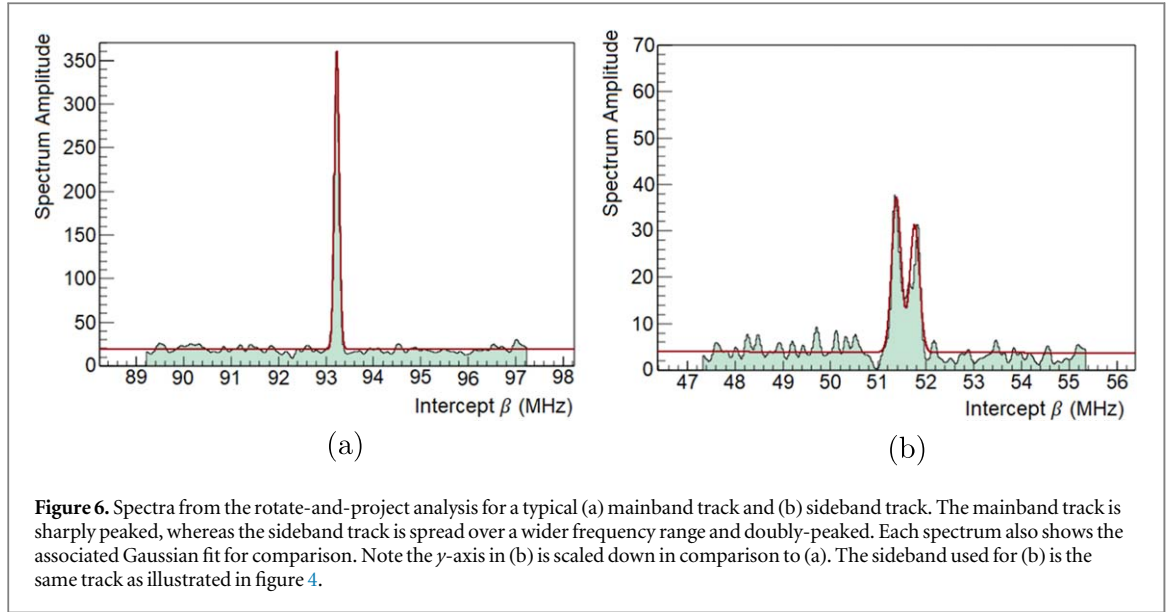 Spectrum Amplitude
350
300
250
200
150
100
50
0
89 90 91 92 93 94 95 96 97 98
Intercept β (MHz)
(a)
Spectrum Amplitude
70
60
50
40
30
20
10
0
47 48 49 50 51 52 53 54 55 56
Intercept β (MHz)
(b)
Figure 6. Spectra from the rotate-and-project analysis for a typical (a) mainband track and (b) sideband track. The mainband track is
sharply peaked, whereas the sideband track is spread over a wider frequency range and doubly-peaked. Each spectrum also shows the
associated Gaussian fit for comparison. Note the y-axis in (b) is scaled down in comparison to (a). The sideband used for (b) is the
same track as illustrated in figure 4.